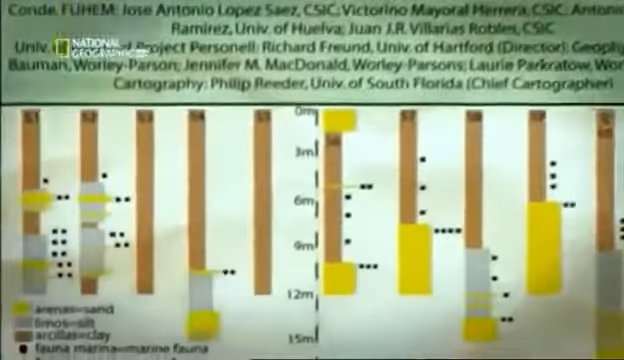 Conde, FUHEM: Jose Antonio Lopez Saez, CSIC; Victorino Mayoral Herrera, CSIC, Antonio
Ramirez, Univ. of Huelva; Juan J.R. Villarias Robles, CSIC
NATIONAL
GEOGRAPHIC
Project Personell: Richard Freund, Univ. of Hartford (Director) Geoph
Bauman, Worley-Parson; Jennifer M. MacDonald, Worley-Parsons; Laurie Parkratow, Wor
Cartography: Philip Reeder, Univ. of South Florida (Chief Cartographer)
S1 S2 S3 S4 S5 0m S6 S7 S8 S9
3m
6m
9m
12m
15m
arenas=sand
limos=silt
arcillas=clay
fauna marina=marine fauna